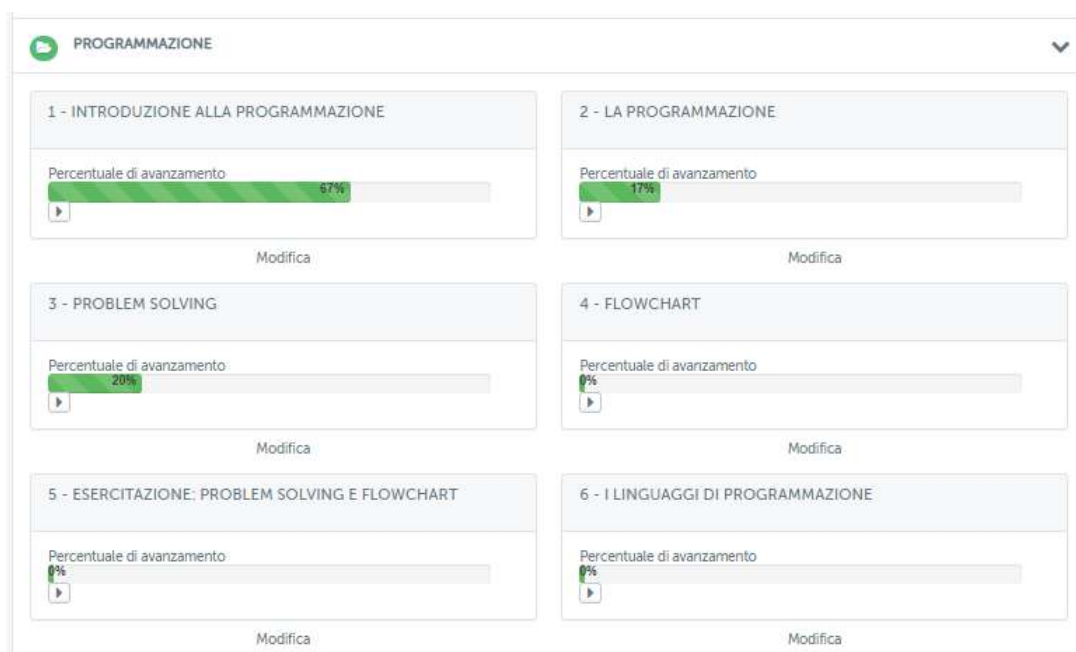 PROGRAMMAZIONE
1 - INTRODUZIONE ALLA PROGRAMMAZIONE
Percentuale di avanzamento
67%
Modifica
2 - LA PROGRAMMAZIONE
Percentuale di avanzamento
17%
Modifica
3 - PROBLEM SOLVING
Percentuale di avanzamento
20%
Modifica
4 - FLOWCHART
Percentuale di avanzamento
0%
Modifica
5 - ESERCITAZIONE: PROBLEM SOLVING E FLOWCHART
Percentuale di avanzamento
0%
Modifica
6 - I LINGUAGGI DI PROGRAMMAZIONE
Percentuale di avanzamento
0%
Modifica